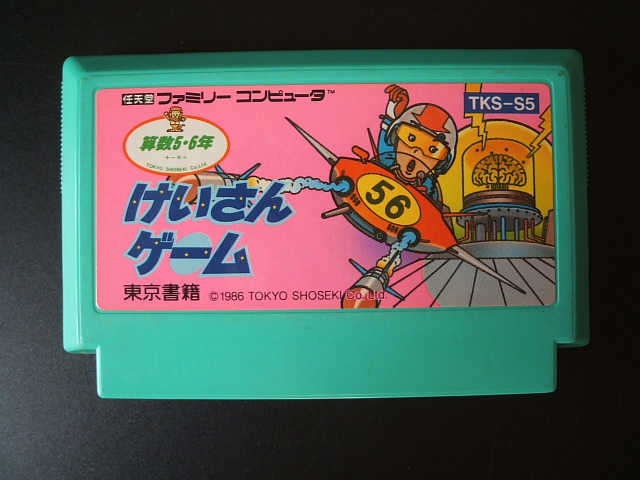 任天堂 ファミリー コンピュータ™
TKS-S5
算数5・6年
+-×÷
TOKYO SHOSEKI Co.,Ltd.
けいさん
ゲーム
56
東京書籍 ©1986 TOKYO SHOSEKI Co.,Ltd.